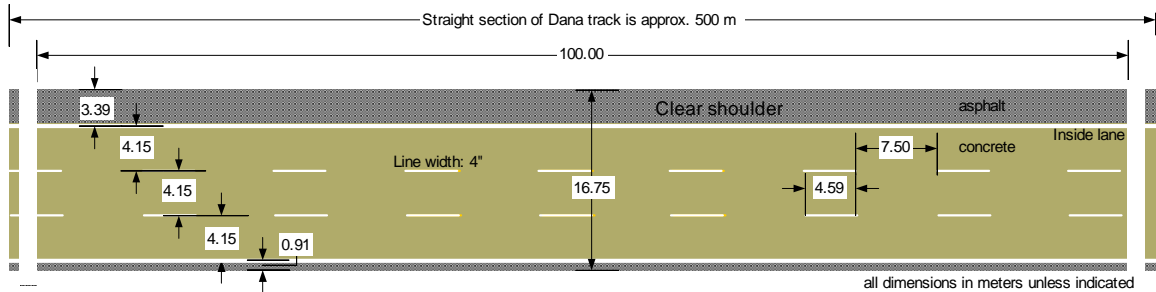 Straight section of Dana track is approx. 500 m
100.00
3.39
Clear shoulder
asphalt
Inside lane
4.15
7.50
concrete
Line width: 4"
4.15
16.75
4.59
4.15
0.91
all dimensions in meters unless indicated